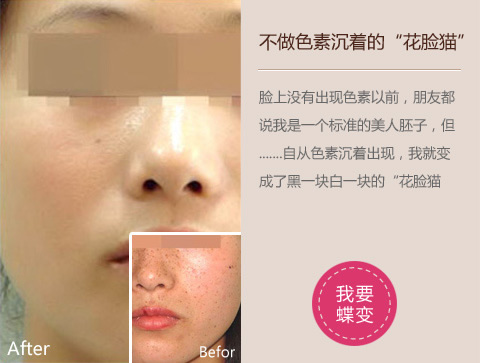 不做色素沉着的“花脸猫”
脸上没有出现色素以前，朋友都
说我是一个标准的美人胚子，但
.......自从色素沉着出现，我就变
成了黑一块白一块的“花脸猫
我要
蝶变
After
Befor